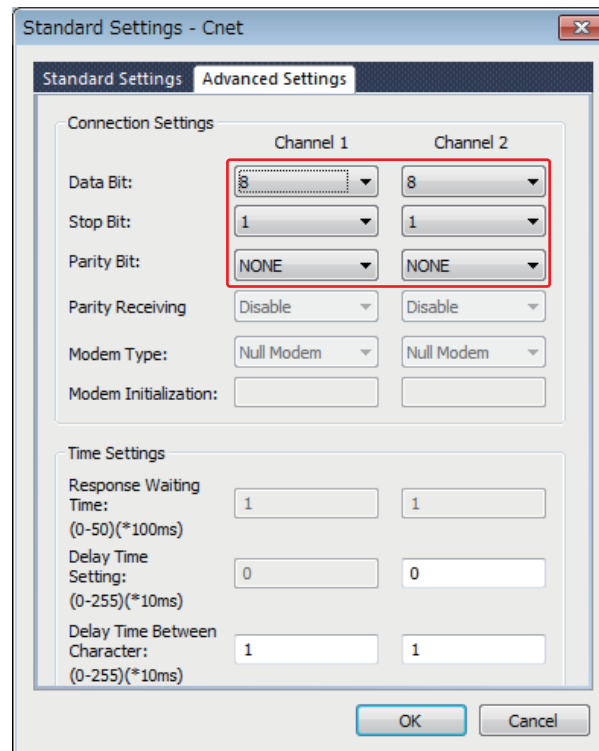 Standard Settings - Cnet
Standard Settings Advanced Settings
Connection Settings
Channel 1 Channel 2
Data Bit: 8 8
Stop Bit: 1 1
Parity Bit: NONE NONE
Parity Receiving Disable Disable
Modem Type: Null Modem Null Modem
Modem Initialization:
Time Settings
Response Waiting
Time: 1 1
(0-50)(*100ms)
Delay Time
Setting: 0 0
(0-255)(*10ms)
Delay Time Between
Character: 1 1
(0-255)(*10ms)
OK Cancel